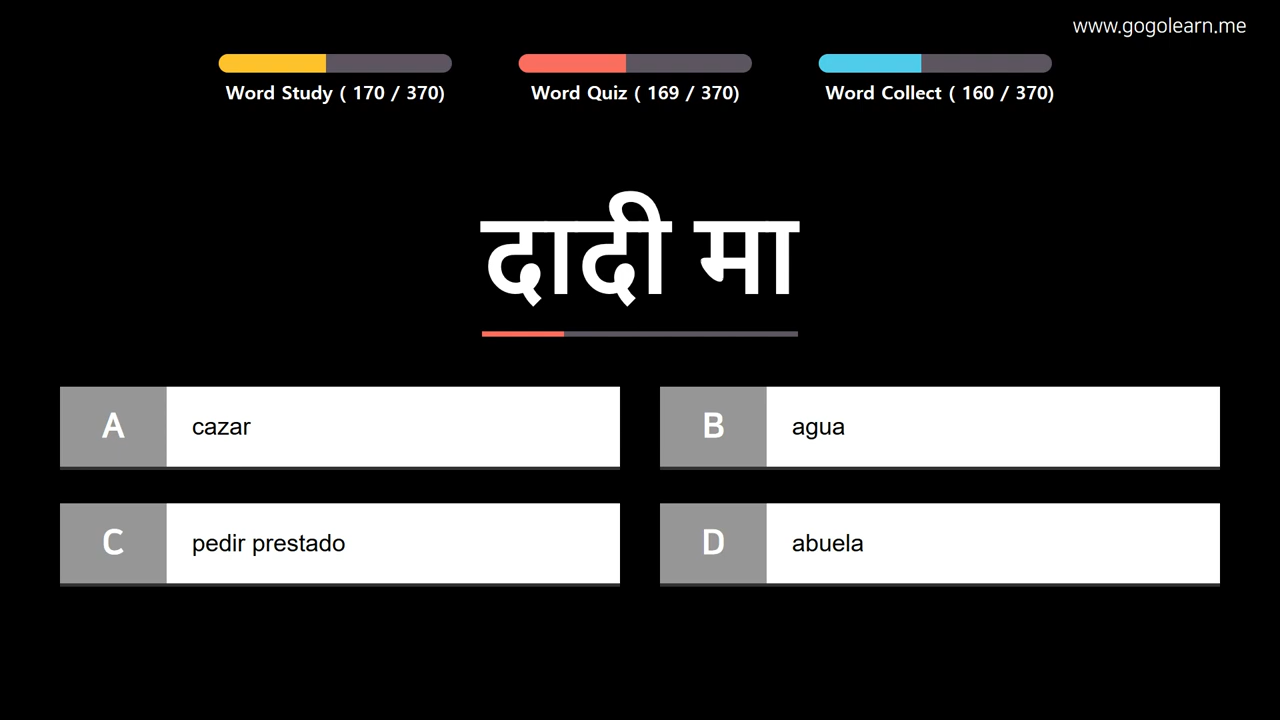 www.gogolearn.me
Word Study ( 170 / 370)
Word Quiz ( 169 / 370)
Word Collect ( 160 / 370)
दादी मा
A cazar
B agua
C pedir prestado
D abuela